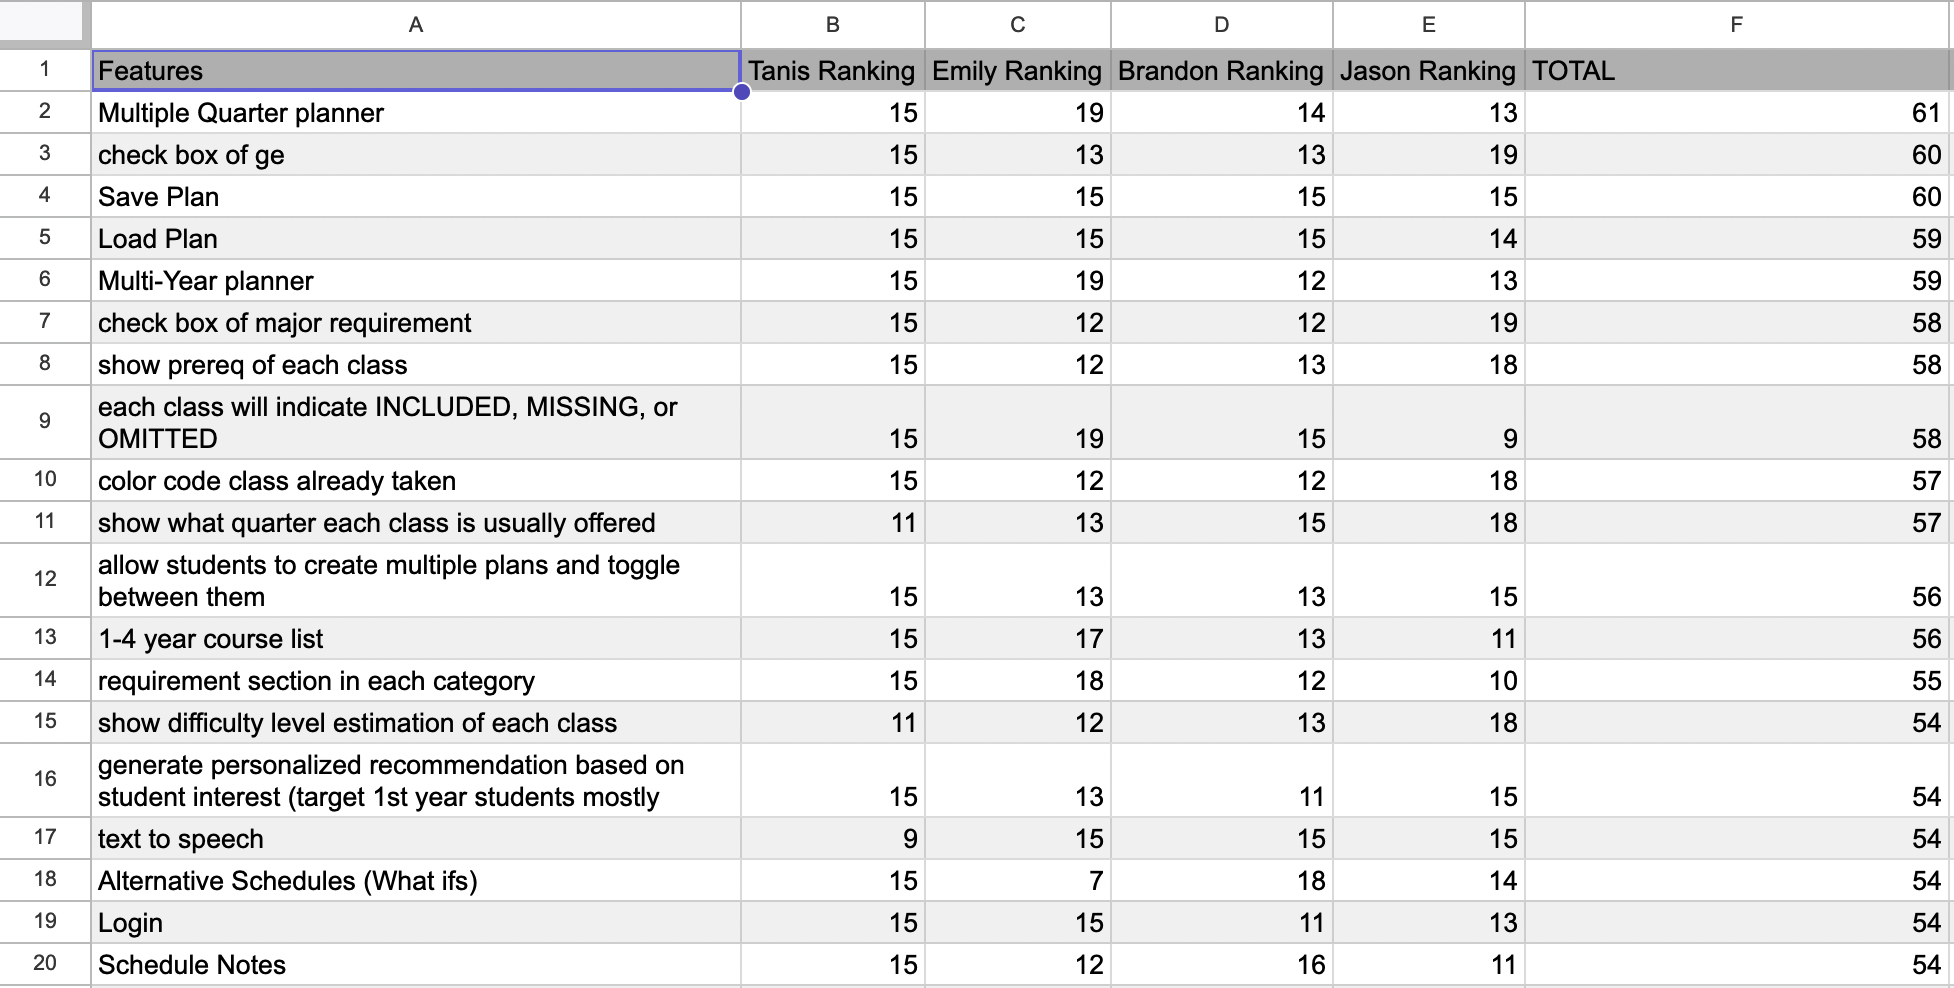 A B C D E F
1 Features Tanis Ranking Emily Ranking Brandon Ranking Jason Ranking TOTAL
2 Multiple Quarter planner 15 19 14 13 61
3 check box of ge 15 13 13 19 60
4 Save Plan 15 15 15 15 60
5 Load Plan 15 15 15 14 59
6 Multi-Year planner 15 19 12 13 59
7 check box of major requirement 15 12 12 19 58
8 show prereq of each class 15 12 13 18 58
9 each class will indicate INCLUDED, MISSING, or
OMITTED 15 19 15 9 58
10 color code class already taken 15 12 12 18 57
11 show what quarter each class is usually offered 11 13 15 18 57
12 allow students to create multiple plans and toggle
between them 15 13 13 15 56
13 1-4 year course list 15 17 13 11 56
14 requirement section in each category 15 18 12 10 55
15 show difficulty level estimation of each class 11 12 13 18 54
16 generate personalized recommendation based on
student interest (target 1st year students mostly 15 13 11 15 54
17 text to speech 9 15 15 15 54
18 Alternative Schedules (What ifs) 15 7 18 14 54
19 Login 15 15 11 13 54
20 Schedule Notes 15 12 16 11 54